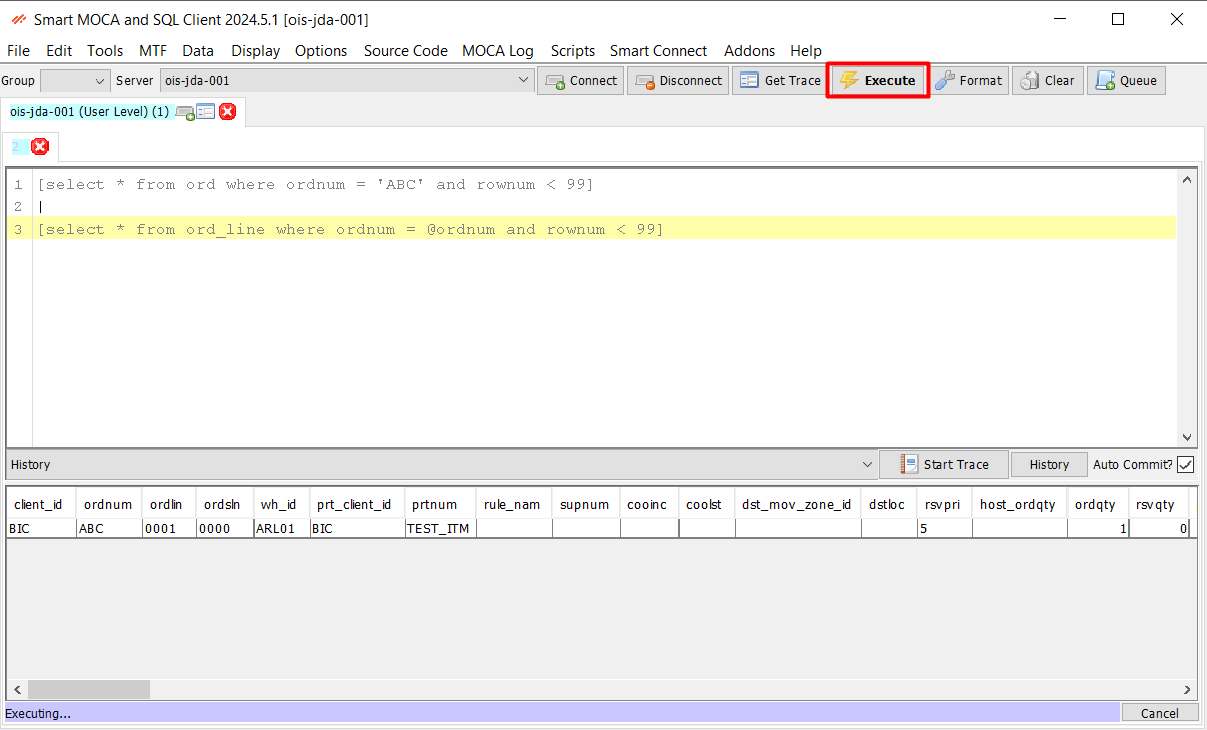 Smart MOCA and SQL Client 2024.5.1 [ois-jda-001]
File Edit Tools MTF Data Display Options Source Code MOCA Log Scripts Smart Connect Addons Help
Group Server ois-jda-001 Connect Disconnect Get Trace Execute Format Clear Queue
ois-jda-001 (User Level) (1)
2
1 [select * from ord where ordnum = 'ABC' and rownum < 99]
2 |
3 [select * from ord_line where ordnum = @ordnum and rownum < 99]
History Start Trace History Auto Commit?
client_id ordnum ordlin ordsln wh_id prt_client_id prtnum rule_nam supnum cooinc coolst dst_mov_zone_id dstloc rsvpri host_ordqty ordqty rsvqty
BIC ABC 0001 0000 ARL01 BIC TEST_ITM 5 1 0
Executing... Cancel